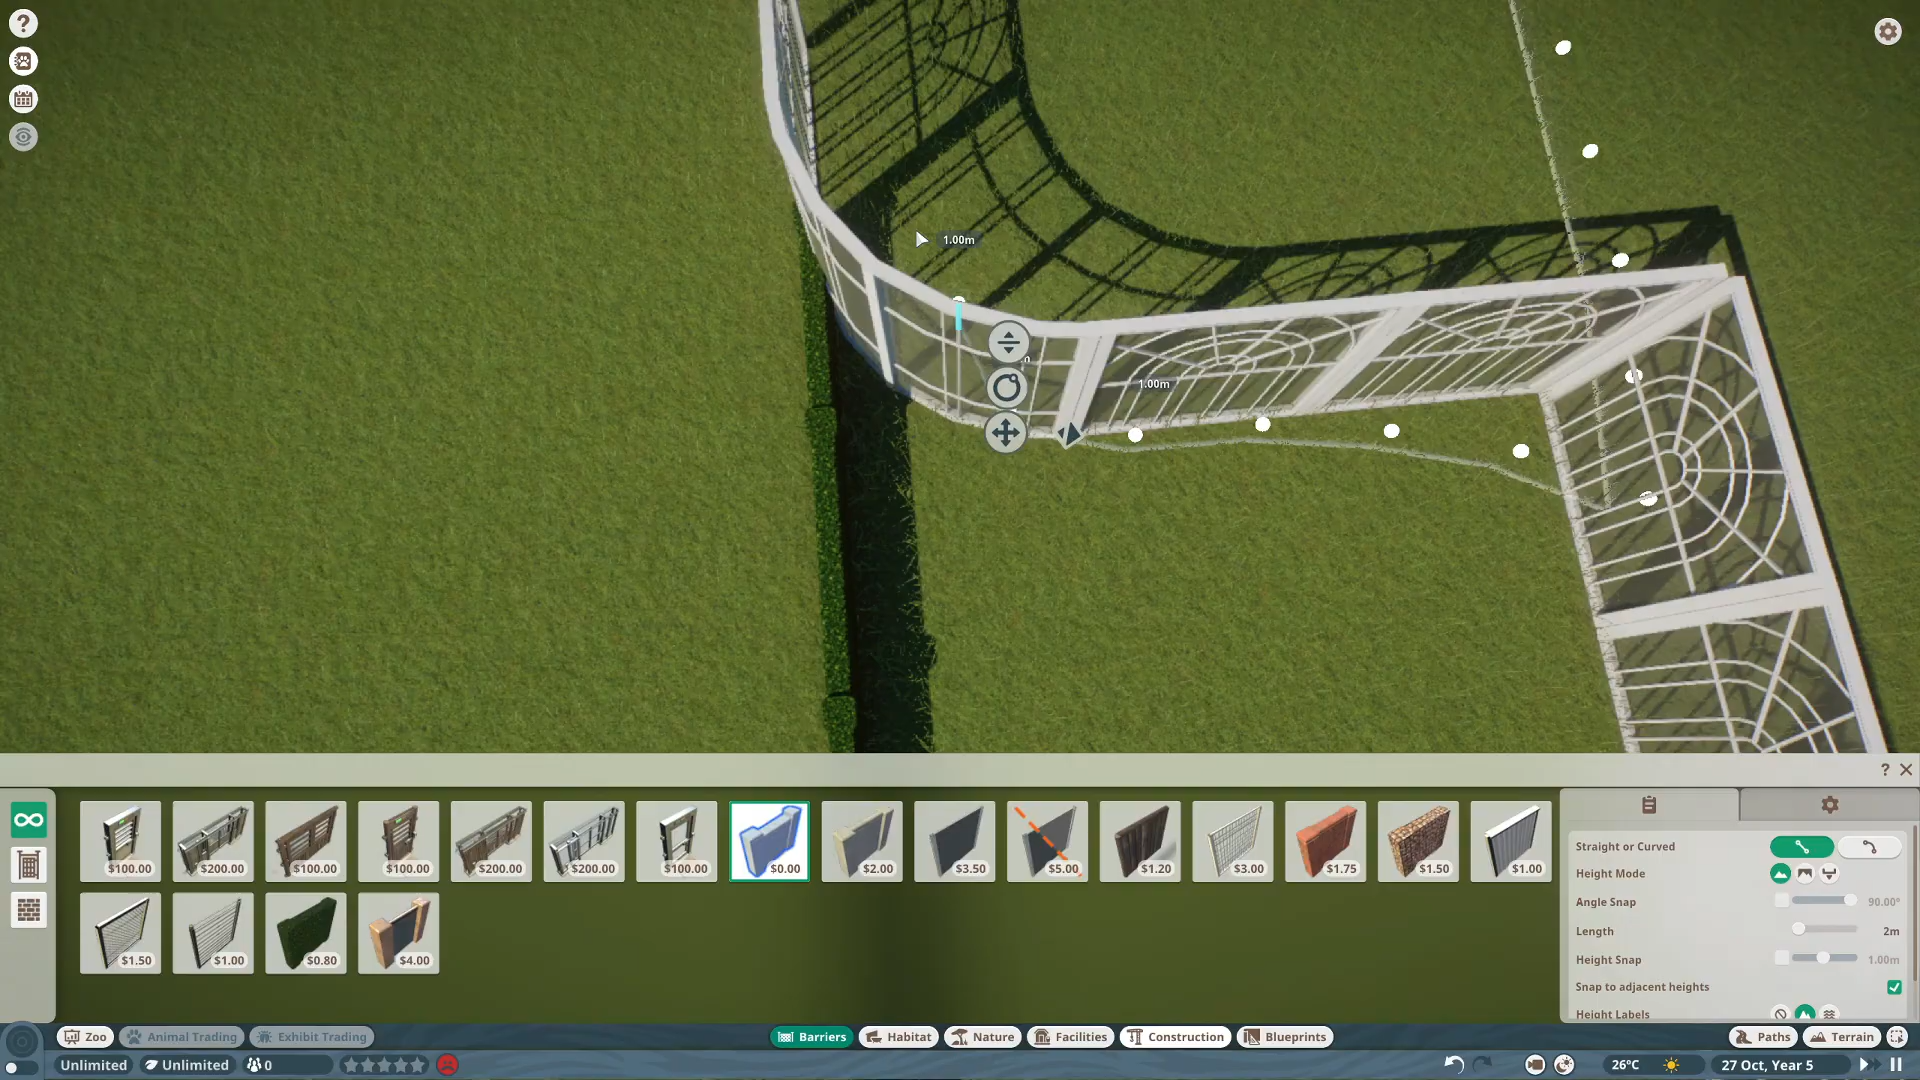 1.00m
1.00m
$100.00
$200.00
$100.00
$100.00
$200.00
$200.00
$100.00
$0.00
$2.00
$3.50
$5.00
$1.20
$3.00
$1.75
$1.50
$1.00
$1.50
$1.00
$0.80
$4.00
?
?
Straight or Curved
Height Mode
Angle Snap 90.00°
Length 2m
Height Snap 1.00m
Snap to adjacent heights
Height Labels
Zoo Animal Trading Exhibit Trading Barriers Habitat Nature Facilities Construction Blueprints Paths Terrain
Unlimited Unlimited 0 26°C 27 Oct, Year 5